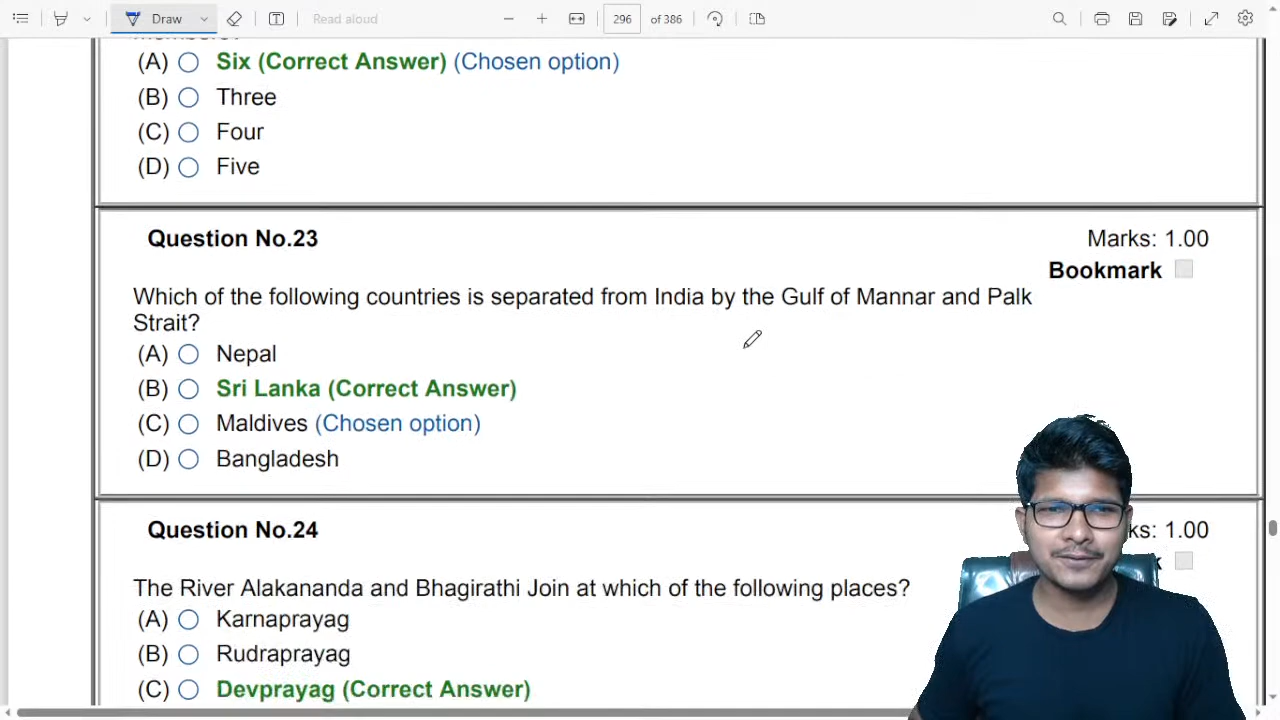 Draw
Read aloud
296 of 386
(A) Six (Correct Answer) (Chosen option)
(B) Three
(C) Four
(D) Five
Question No.23 Marks: 1.00
Bookmark
Which of the following countries is separated from India by the Gulf of Mannar and Palk
Strait?
(A) Nepal
(B) Sri Lanka (Correct Answer)
(C) Maldives (Chosen option)
(D) Bangladesh
Question No.24 ks: 1.00
The River Alakananda and Bhagirathi Join at which of the following places?
(A) Karnaprayag
(B) Rudraprayag
(C) Devprayag (Correct Answer)